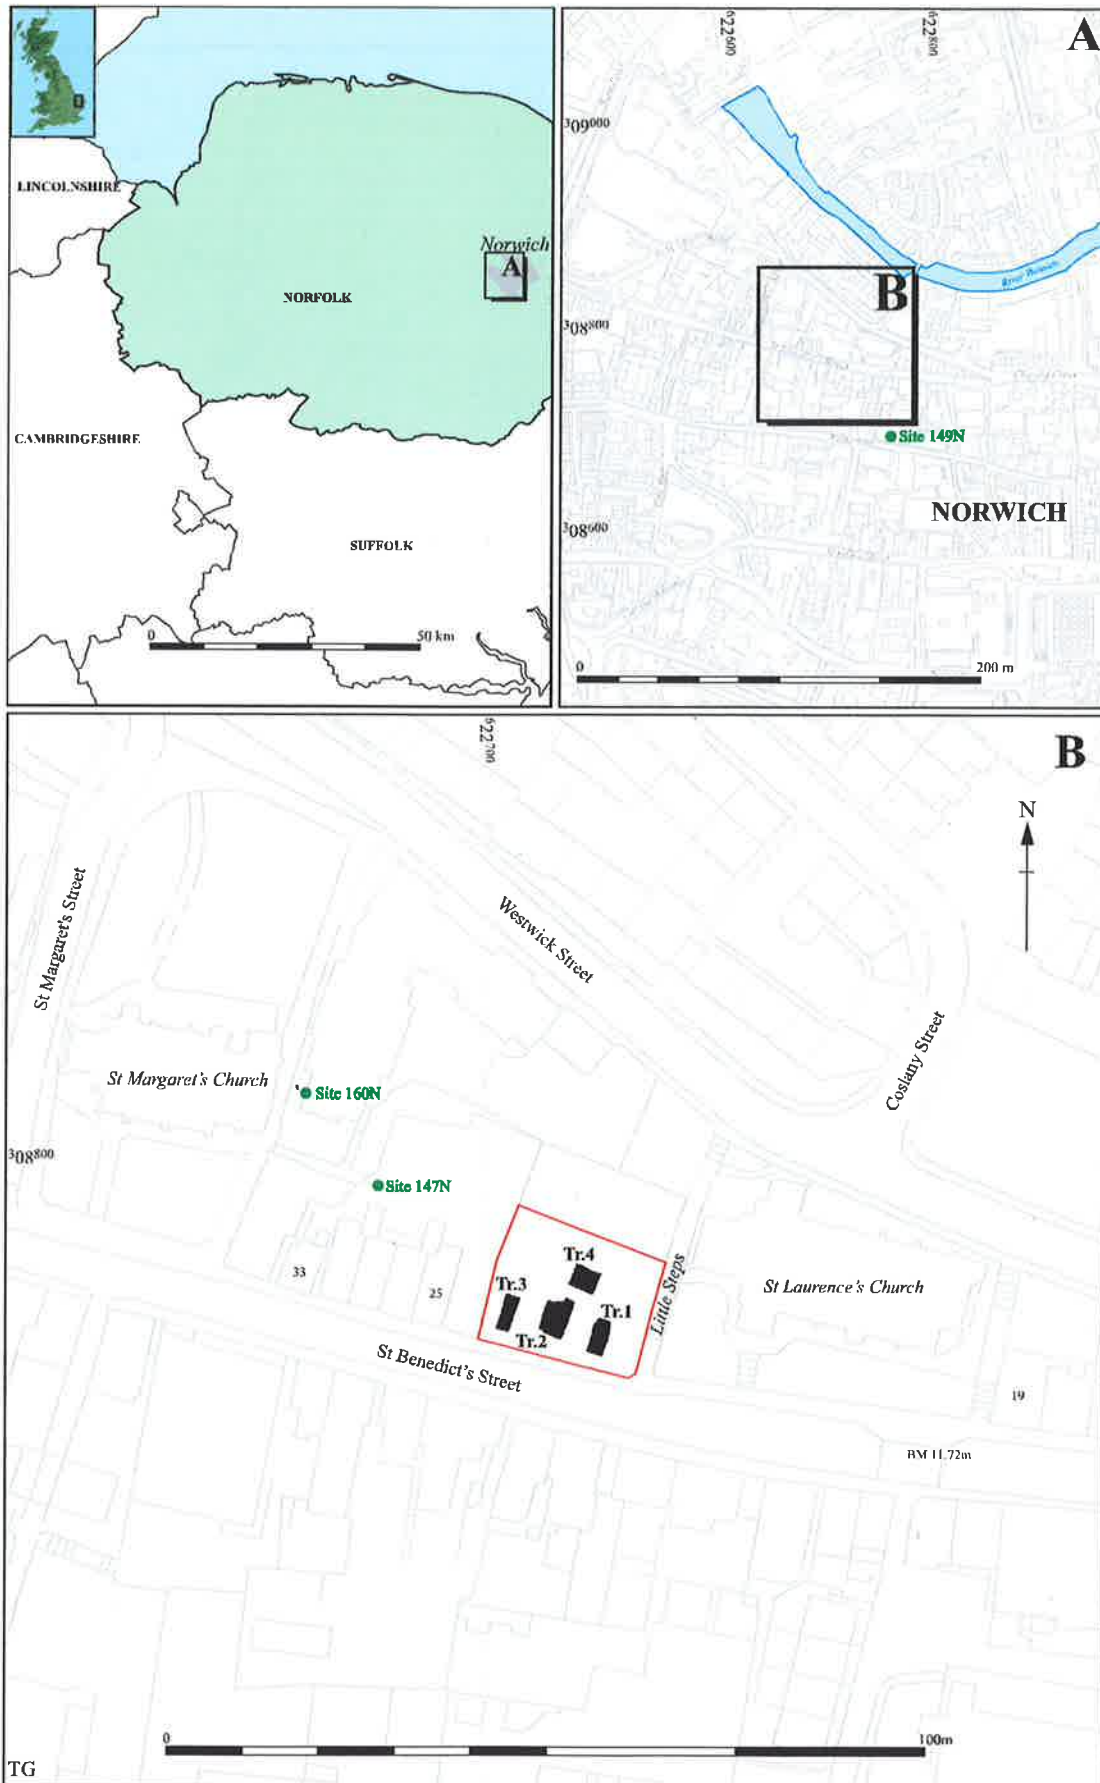 LINCOLNSHIRE
Norwich
A
NORFOLK
CAMBRIDGESHIRE
SUFFOLK
0
50 km
A
622600
622800
309000
B
308800
Site 149N
NORWICH
308600
0
200 m
B
622700
N
St Margaret's Street
Westwick Street
Coslany Street
St Margaret's Church
Site 160N
308800
Site 147N
Tr.4
33
Tr.3
25
Tr.1
Tr.2
Little Steps
St Laurence's Church
St Benedict's Street
19
BM 11.72m
0
100m
TG